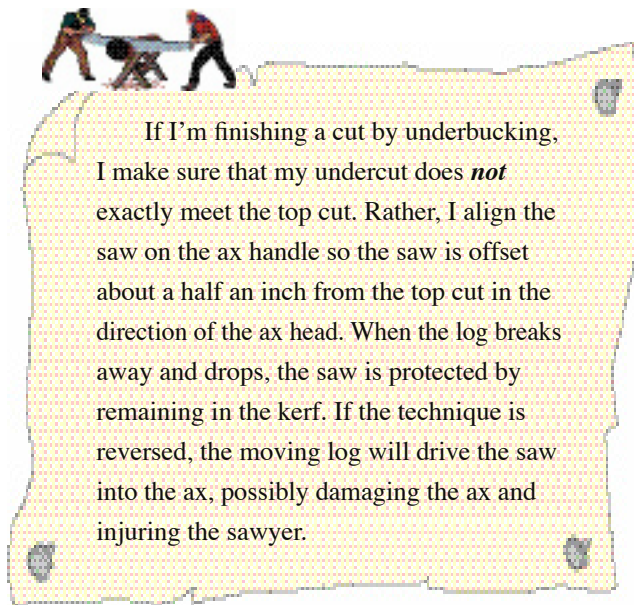 If I’m finishing a cut by underbucking,
I make sure that my undercut does not
exactly meet the top cut. Rather, I align the
saw on the ax handle so the saw is offset
about a half an inch from the top cut in the
direction of the ax head. When the log breaks
away and drops, the saw is protected by
remaining in the kerf. If the technique is
reversed, the moving log will drive the saw
into the ax, possibly damaging the ax and
injuring the sawyer.